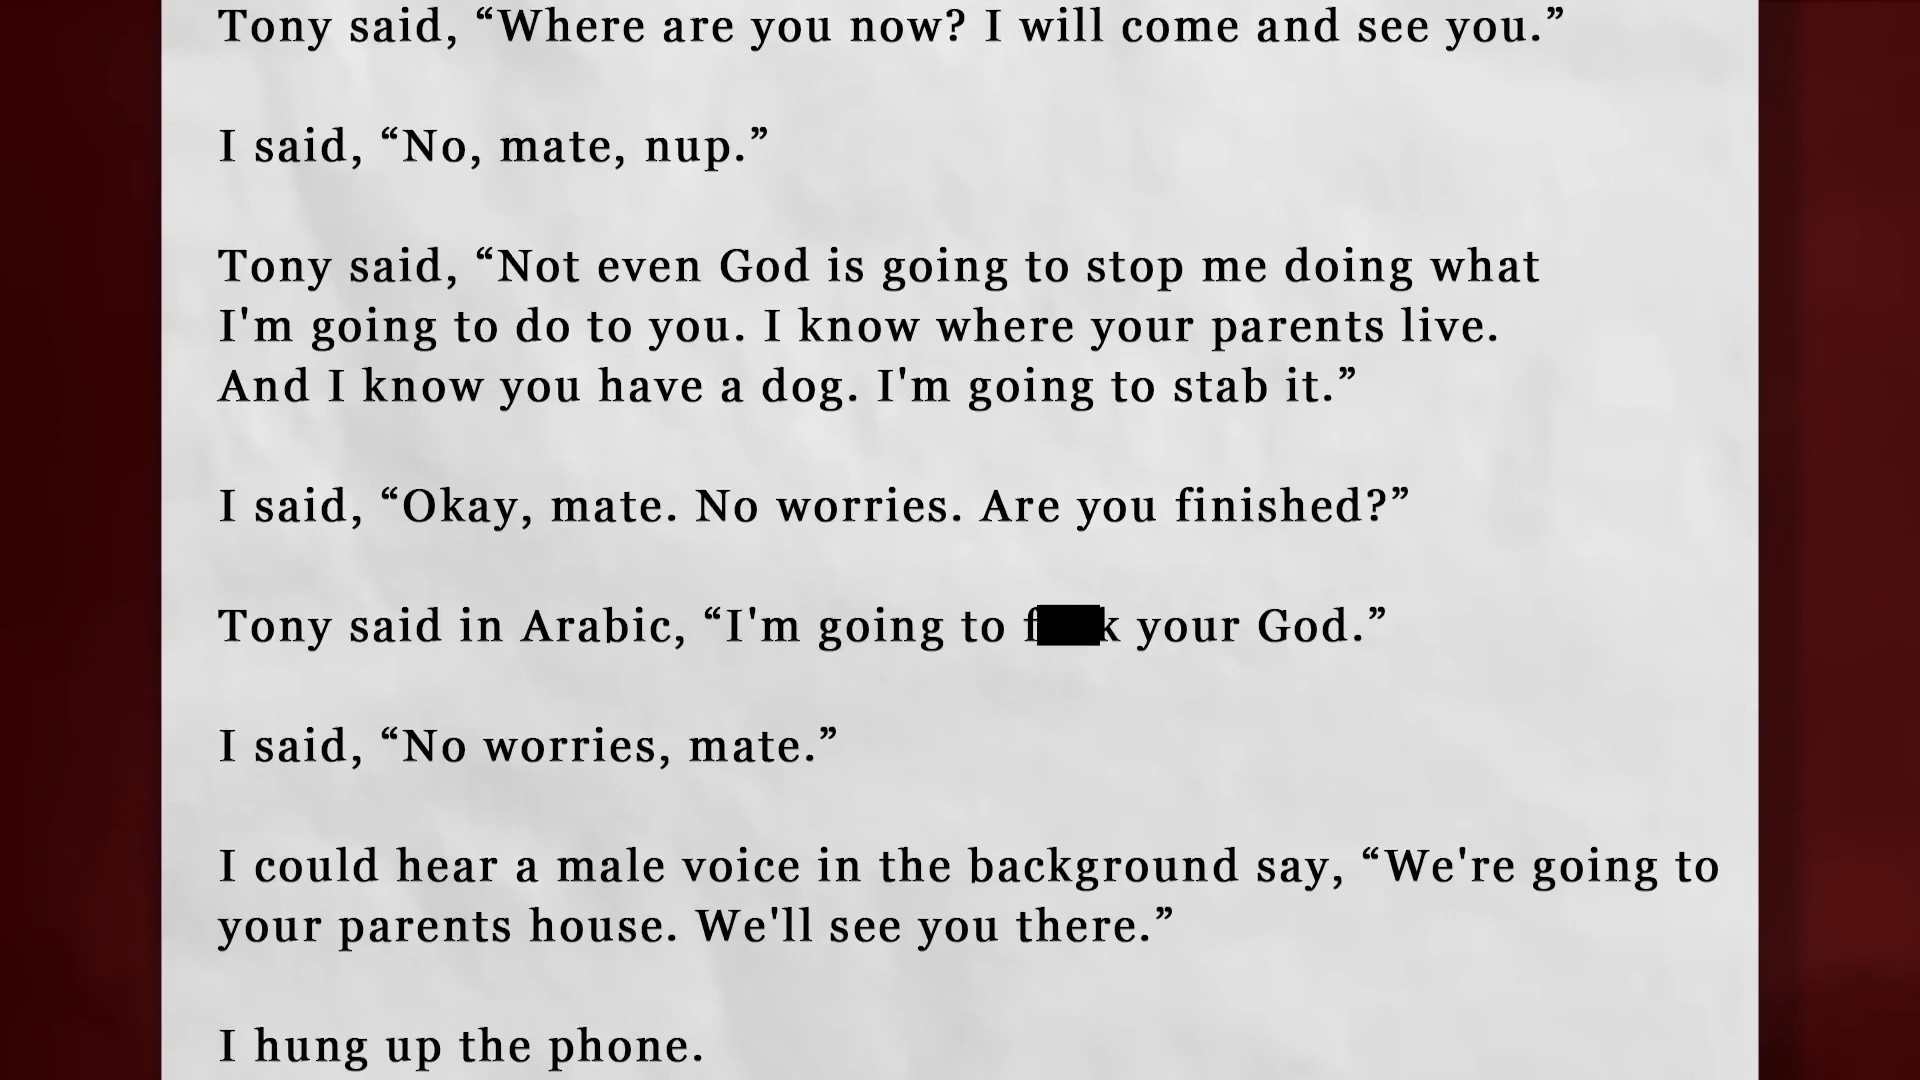 Tony said, “Where are you now? I will come and see you.”
I said, “No, mate, nup.”
Tony said, “Not even God is going to stop me doing what
I'm going to do to you. I know where your parents live.
And I know you have a dog. I'm going to stab it.”
I said, “Okay, mate. No worries. Are you finished?”
Tony said in Arabic, “I'm going to f██k your God.”
I said, “No worries, mate.”
I could hear a male voice in the background say, “We're going to
your parents house. We'll see you there.”
I hung up the phone.